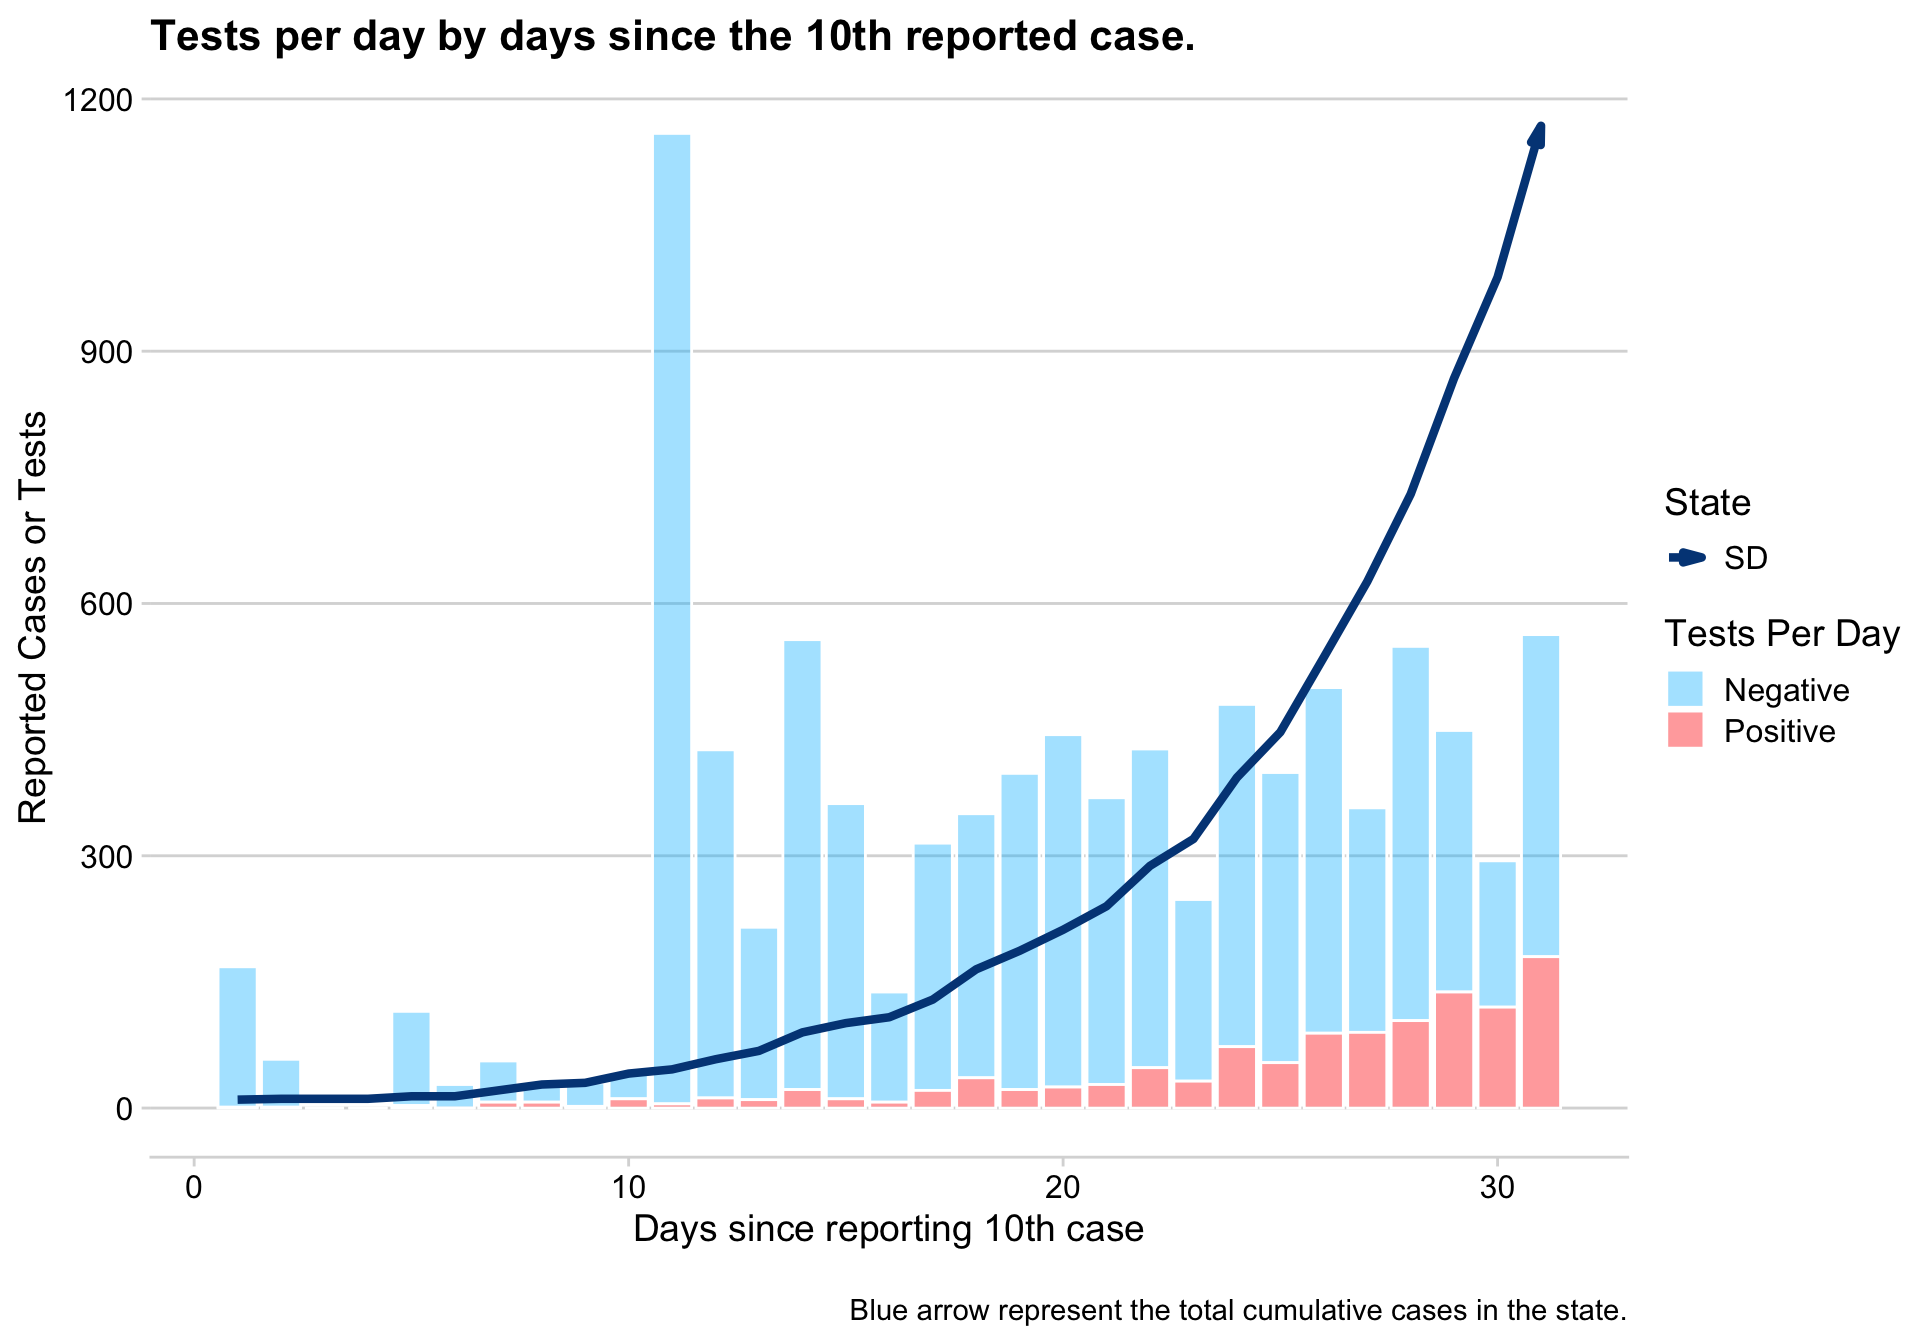 Tests per day by days since the 10th reported case.
1200
900
600
300
0
Reported Cases or Tests
0 10 20 30
Days since reporting 10th case
State
SD
Tests Per Day
Negative
Positive
Blue arrow represent the total cumulative cases in the state.